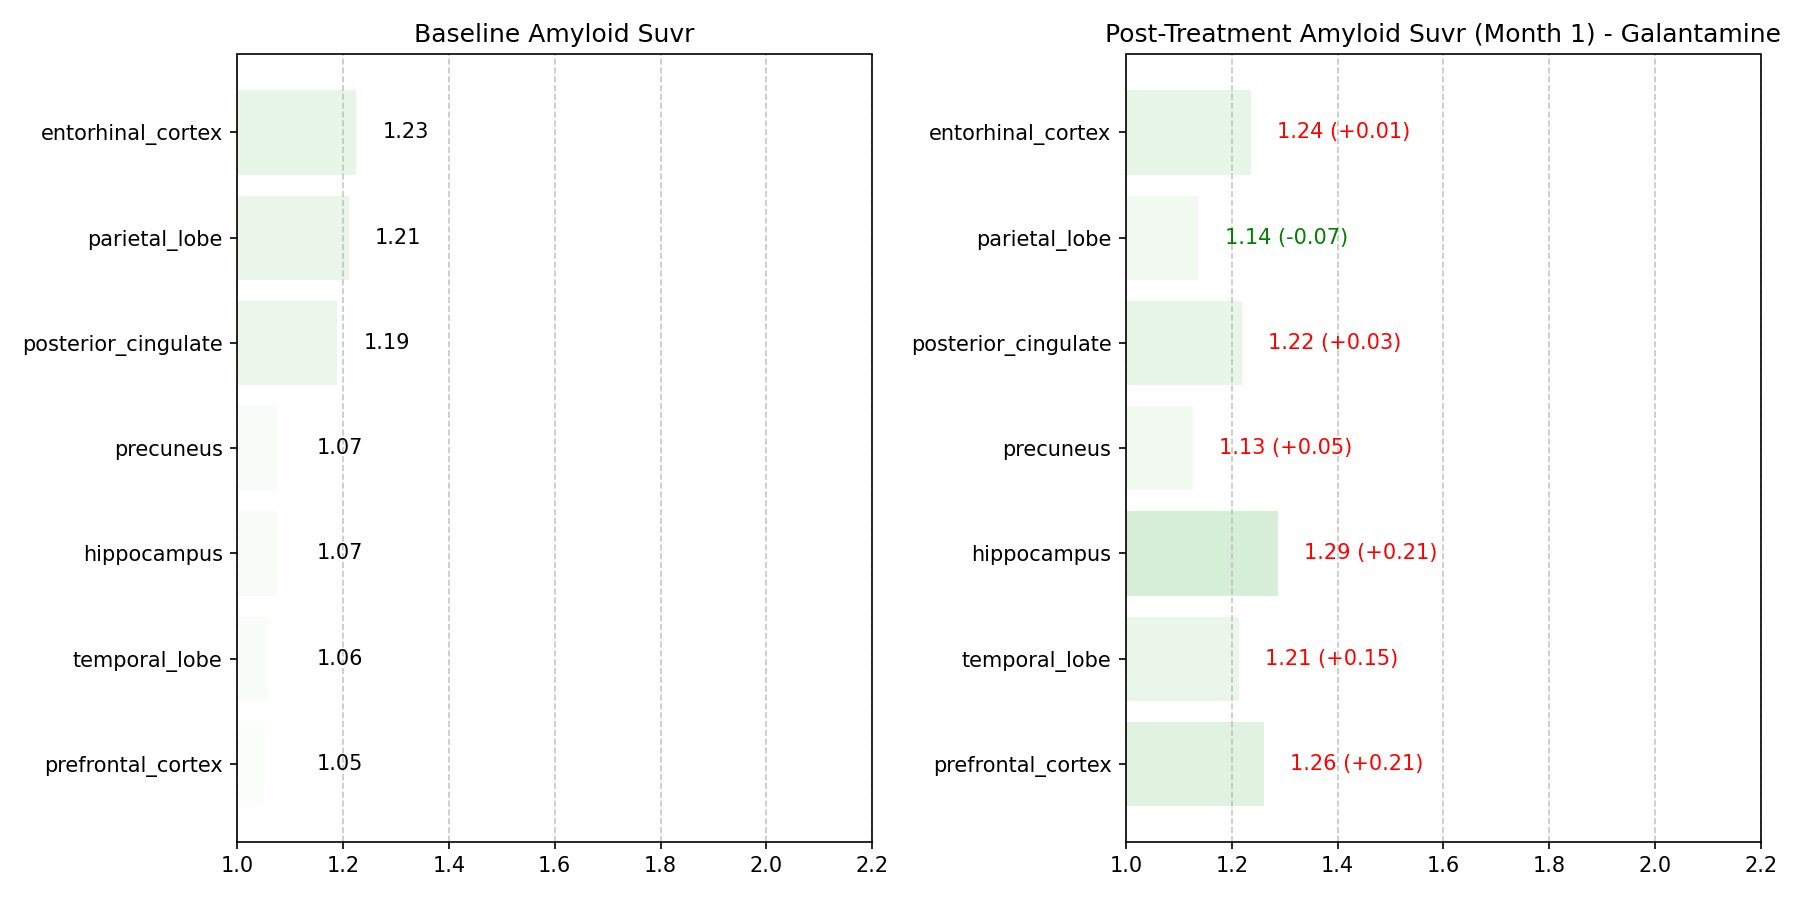 Baseline Amyloid Suvr
entorhinal_cortex
1.23
parietal_lobe
1.21
posterior_cingulate
1.19
precuneus
1.07
hippocampus
1.07
temporal_lobe
1.06
prefrontal_cortex
1.05
1.0 1.2 1.4 1.6 1.8 2.0 2.2
Post-Treatment Amyloid Suvr (Month 1) - Galantamine
entorhinal_cortex
1.24 (+0.01)
parietal_lobe
1.14 (-0.07)
posterior_cingulate
1.22 (+0.03)
precuneus
1.13 (+0.05)
hippocampus
1.29 (+0.21)
temporal_lobe
1.21 (+0.15)
prefrontal_cortex
1.26 (+0.21)
1.0 1.2 1.4 1.6 1.8 2.0 2.2